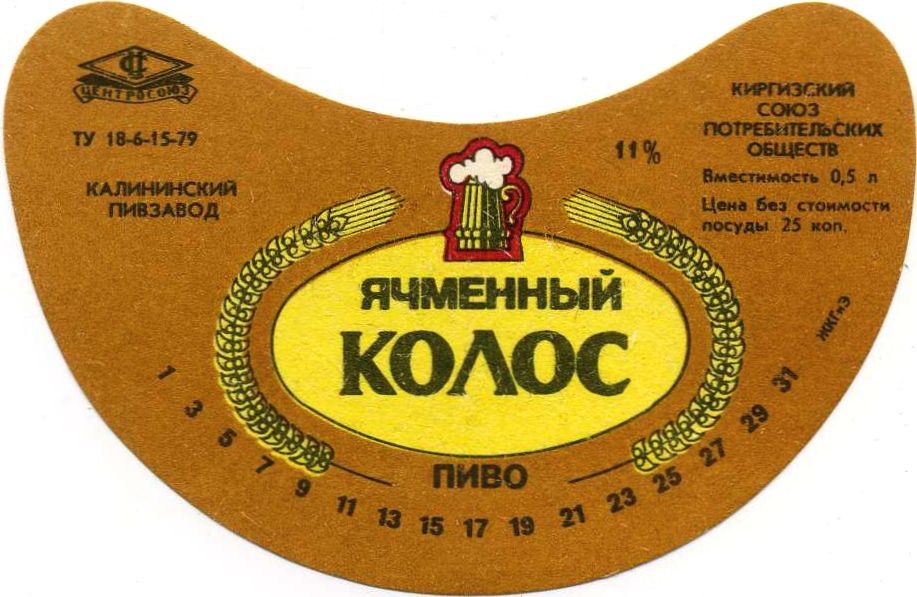 ЦЕНТРОСОЮЗ
ТУ 18-6-15-79
КАЛИНИНСКИЙ
ПИВЗАВОД
11%
КИРГИЗСКИЙ
СОЮЗ
ПОТРЕБИТЕЛЬСКИХ
ОБЩЕСТВ
Вместимость 0,5 л
Цена без стоимости
посуды 25 коп.
ЯЧМЕННЫЙ
КОЛОС
ПИВО
1 3 5 7 9 11 13 15 17 19 21 23 25 27 29 31
ЖКГиЭ